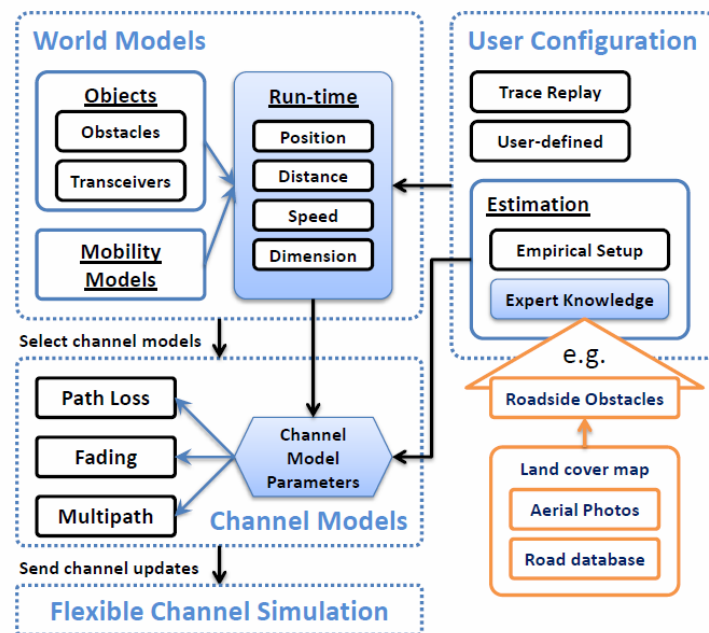 World Models
Objects
Obstacles
Transceivers
Mobility
Models
Run-time
Position
Distance
Speed
Dimension
User Configuration
Trace Replay
User-defined
Estimation
Empirical Setup
Expert Knowledge
e.g.
Roadside Obstacles
Land cover map
Aerial Photos
Road database
Select channel models
Path Loss
Fading
Multipath
Channel
Model
Parameters
Channel Models
Send channel updates
Flexible Channel Simulation